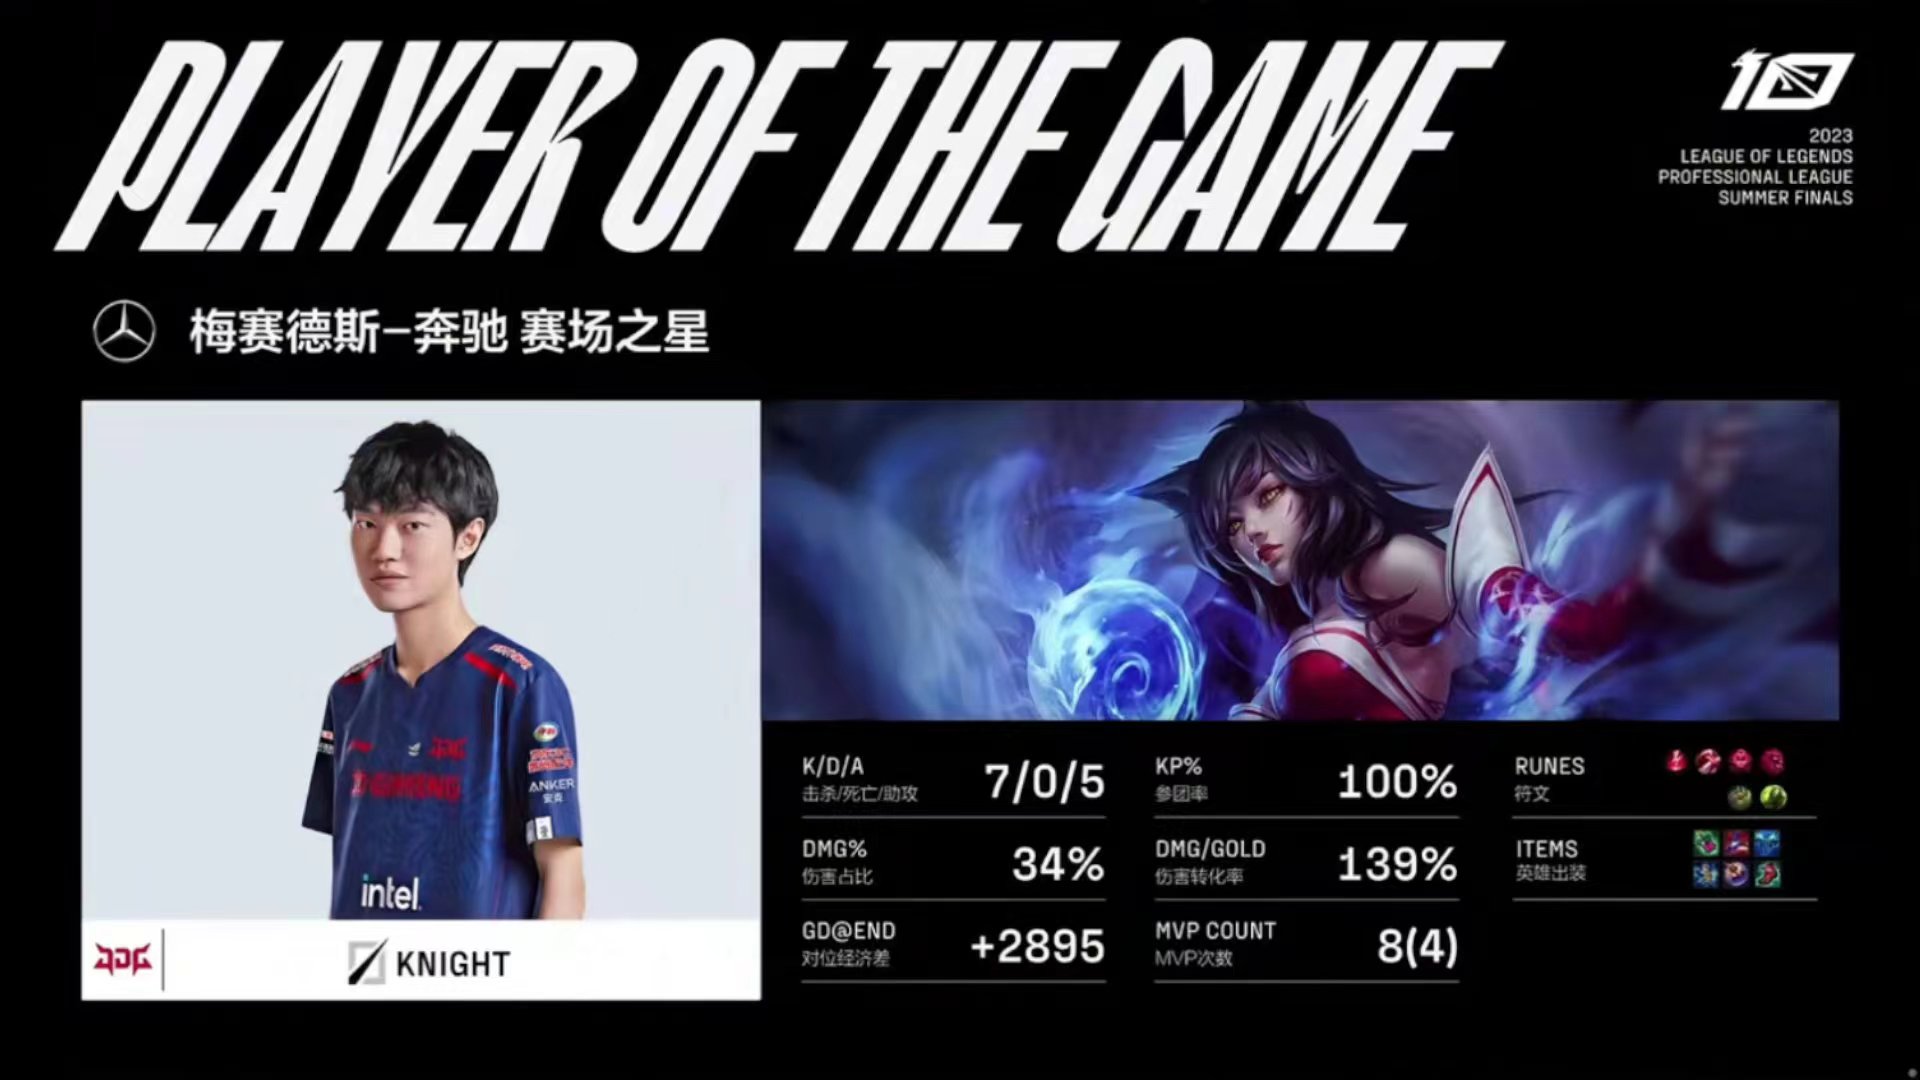 PLAYER OF THE GAME
2023
LEAGUE OF LEGENDS
PROFESSIONAL LEAGUE
SUMMER FINALS
梅赛德斯-奔驰 赛场之星
ANKER
安克
intel.
JDG
KNIGHT
K/D/A
击杀/死亡/助攻
7/0/5
KP%
参团率
100%
RUNES
符文
DMG%
伤害占比
34%
DMG/GOLD
伤害转化率
139%
ITEMS
英雄出装
GD@END
对位经济差
+2895
MVP COUNT
MVP次数
8(4)